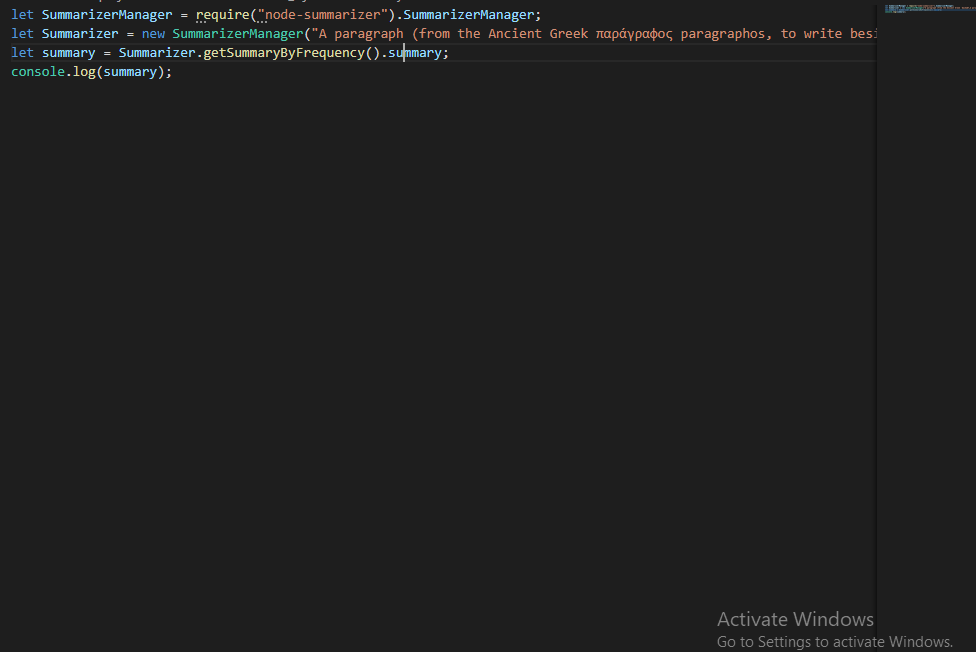 let SummarizerManager = require("node-summarizer").SummarizerManager;
let Summarizer = new SummarizerManager("A paragraph (from the Ancient Greek παράγραφος paragraphos, to write besi
let summary = Summarizer.getSummaryByFrequency().summary;
console.log(summary);
Activate Windows
Go to Settings to activate Windows.